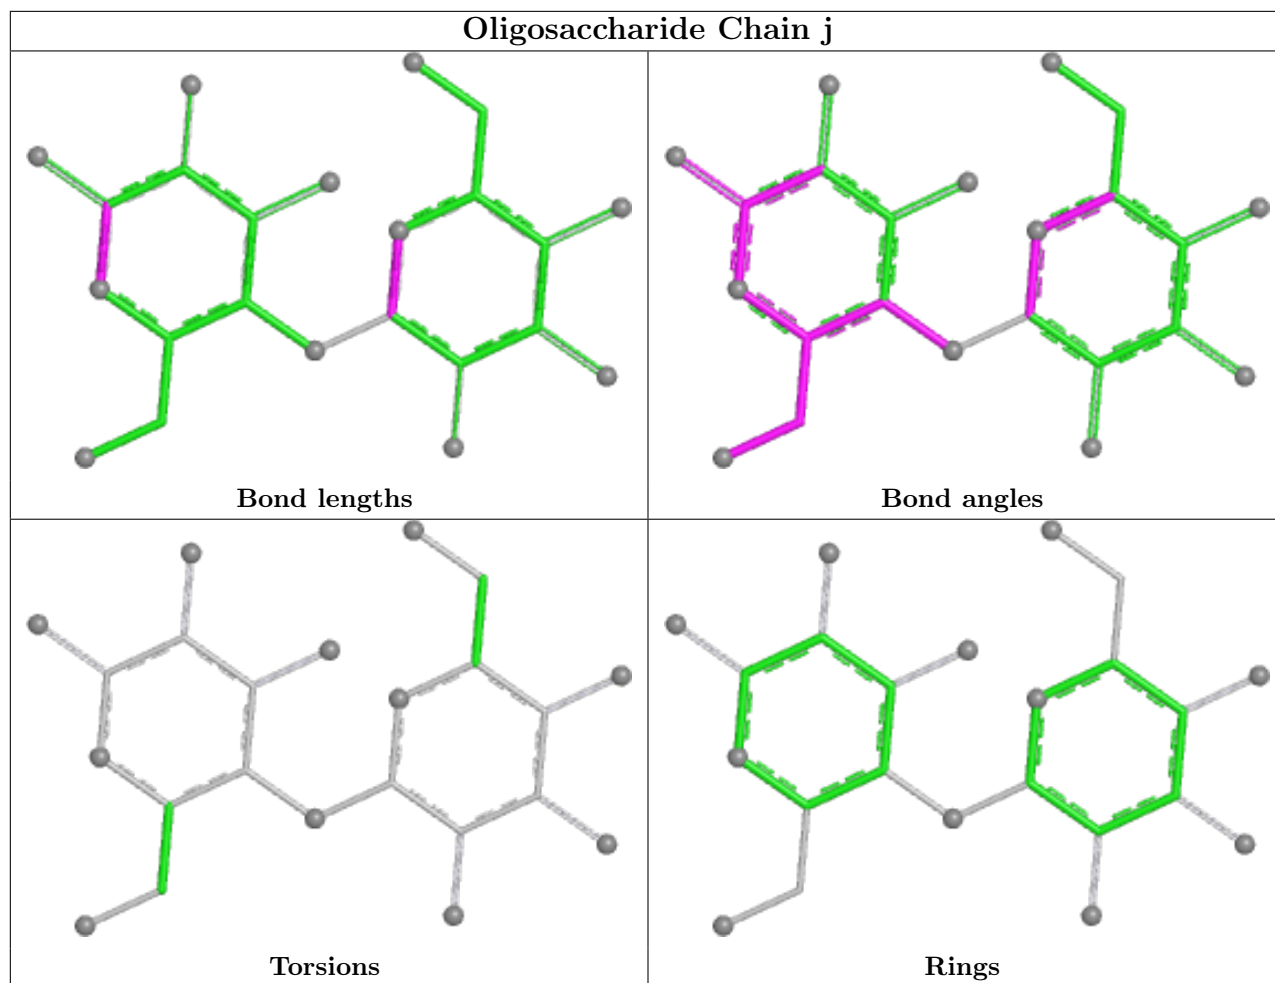 Oligosaccharide Chain j
Bond lengths
Bond angles
Torsions
Rings